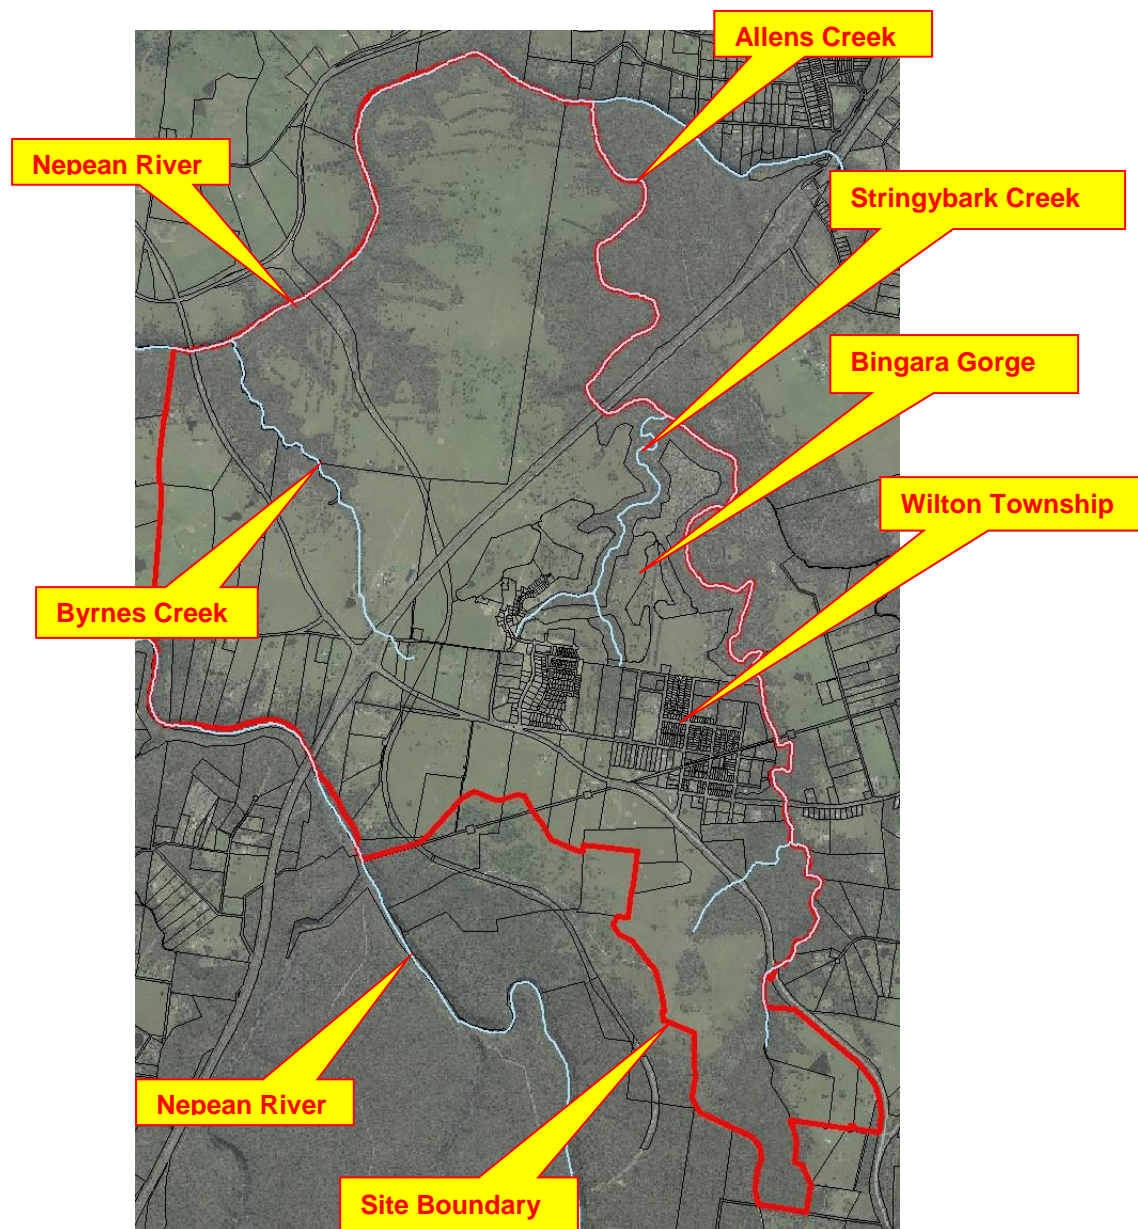 Allens Creek
Nepean River
Stringybark Creek
Bingara Gorge
Wilton Township
Byrnes Creek
Nepean River
Site Boundary